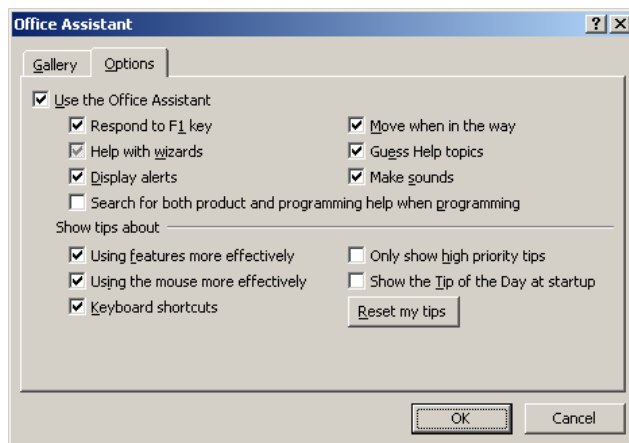 Office Assistant
Gallery Options
Use the Office Assistant
Respond to F1 key Move when in the way
Help with wizards Guess Help topics
Display alerts Make sounds
Search for both product and programming help when programming
Show tips about
Using features more effectively Only show high priority tips
Using the mouse more effectively Show the Tip of the Day at startup
Keyboard shortcuts Reset my tips
OK Cancel